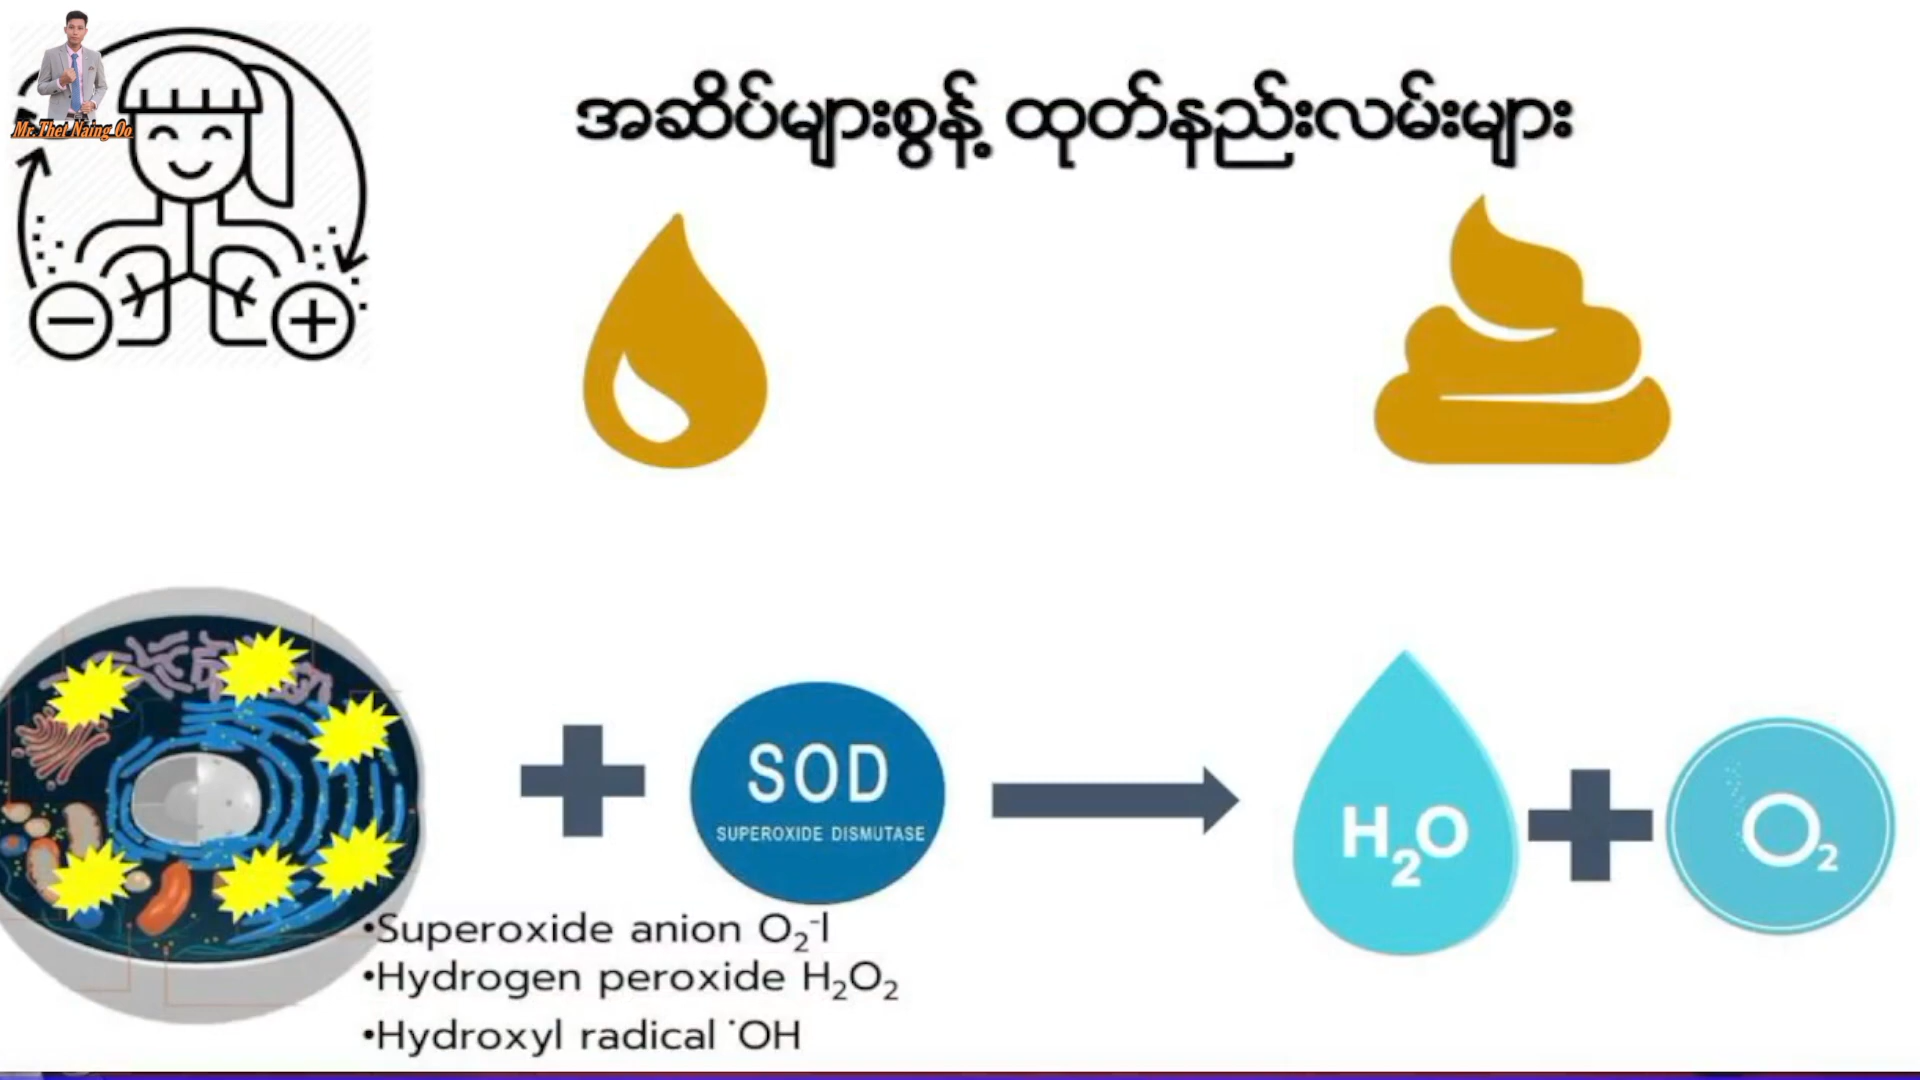 Mr.Thet Naing Oo
အဆိပ်များစွန့် ထုတ်နည်းလမ်းများ
SOD
SUPEROXIDE DISMUTASE
H₂O
O₂
•Superoxide anion O₂⁻l
•Hydrogen peroxide H₂O₂
•Hydroxyl radical ˙OH